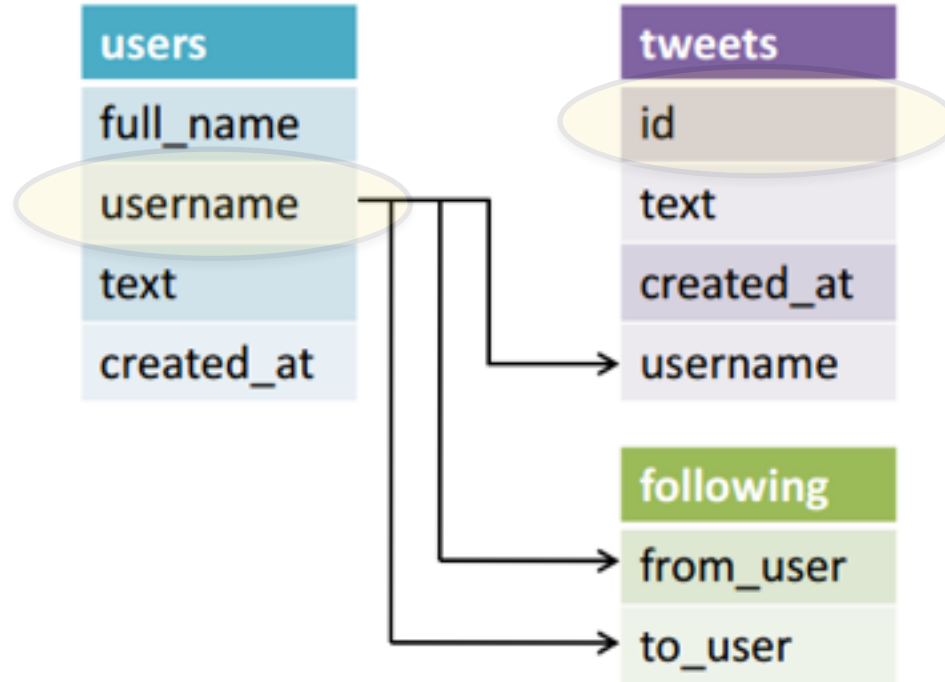 users
full_name
username
text
created_at
tweets
id
text
created_at
username
following
from_user
to_user